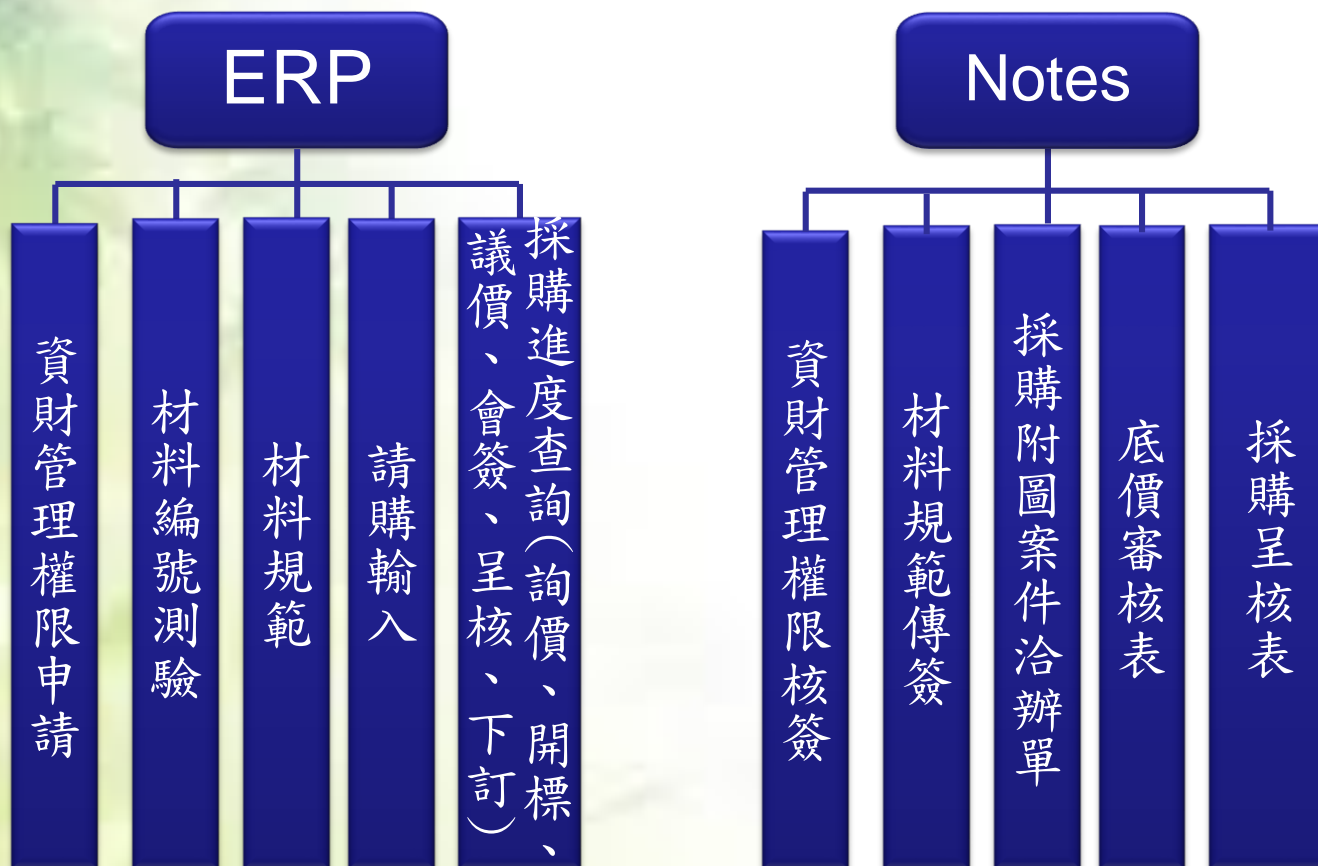 ERP
資財管理權限申請
材料編號測驗
材料規範
請購輸入
採購進度查詢(詢價、開標、
議價、會簽、呈核、下訂)
Notes
資財管理權限核簽
材料規範傳簽
採購附圖案件洽辦單
底價審核表
採購呈核表